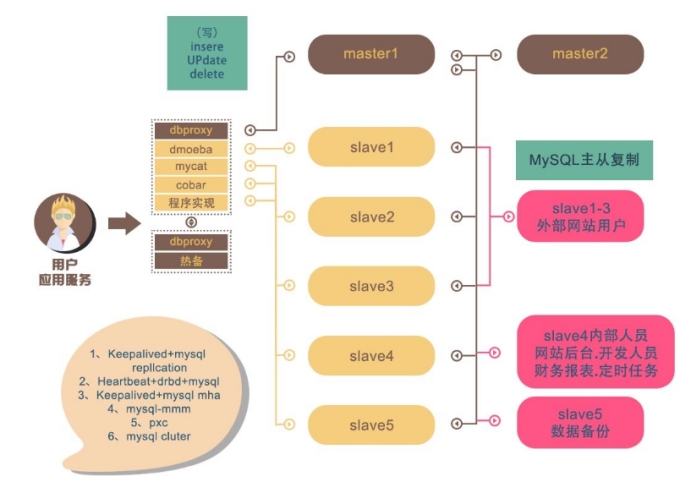 （写）
insere
UPdate
delete
master1
master2
dbproxy
dmoeba
mycat
cobar
程序实现
dbproxy
热备
用户
应用服务
slave1
slave2
slave3
slave4
slave5
MySQL主从复制
slave1-3
外部网站用户
slave4内部人员
网站后台.开发人员
财务报表.定时任务
slave5
数据备份
1、Keepalived+mysql
repllcation
2、Heartbeat+drbd+mysql
3、Keepalived+mysql mha
4、mysql-mmm
5、pxc
6、mysql cluter